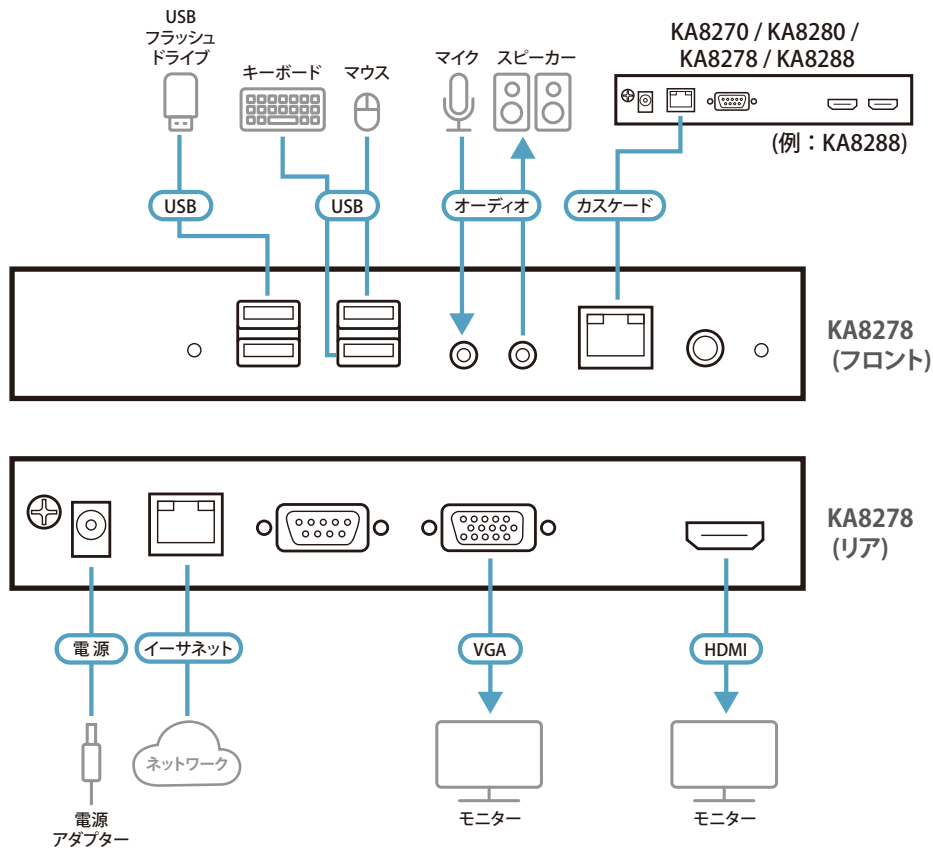 USB
フラッシュ
ドライブ
キーボード
マウス
マイク
スピーカー
KA8270 / KA8280 /
KA8278 / KA8288
(例：KA8288)
USB
USB
オーディオ
カスケード
KA8278
(フロント)
KA8278
(リア)
電源
イーサネット
VGA
HDMI
ネットワーク
電源
アダプター
モニター
モニター